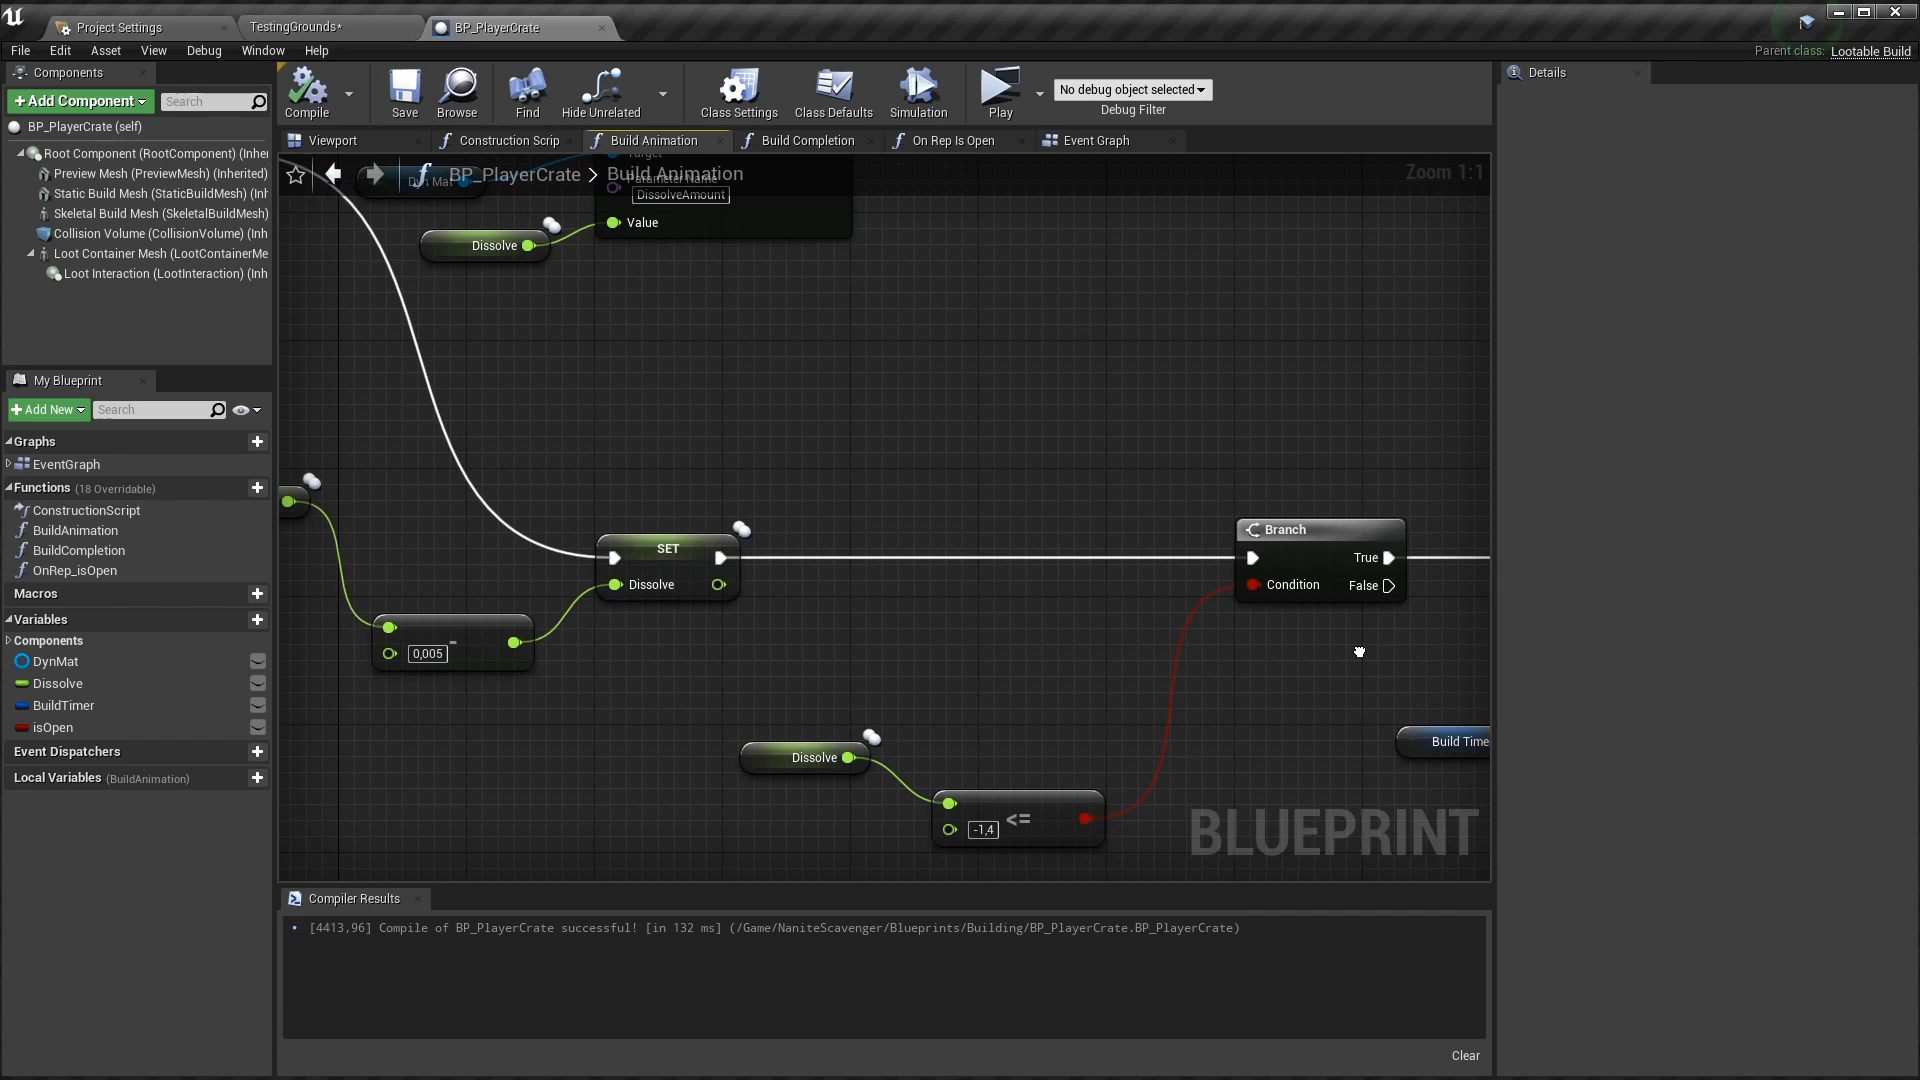 Project Settings
TestingGrounds*
BP_PlayerCrate
File Edit Asset View Debug Window Help
Parent class: Lootable Build
Components
Details
+Add Component
Search
Compile
Save
Browse
Find
Hide Unrelated
Class Settings
Class Defaults
Simulation
Play
No debug object selected
Debug Filter
BP_PlayerCrate (self)
Root Component (RootComponent) (Inhe
Preview Mesh (PreviewMesh) (Inherited)
Static Build Mesh (StaticBuildMesh) (Inh
Skeletal Build Mesh (SkeletalBuildMesh)
Collision Volume (CollisionVolume) (Inh
Loot Container Mesh (LootContainerMe
Loot Interaction (LootInteraction) (Inh
Viewport
Construction Scrip
Build Animation
Build Completion
On Rep Is Open
Event Graph
BP_PlayerCrate > Build Animation
Zoom 1:1
Target
Dyn Mat
Parameter Name
DissolveAmount
Value
Dissolve
My Blueprint
+Add New
Search
Graphs
EventGraph
Functions (18 Overridable)
ConstructionScript
BuildAnimation
BuildCompletion
OnRep_isOpen
Macros
Variables
Components
DynMat
Dissolve
BuildTimer
isOpen
Event Dispatchers
Local Variables (BuildAnimation)
SET
Dissolve
-
0,005
Branch
True
Condition
False
Dissolve
<=
-1,4
Build Time
BLUEPRINT
Compiler Results
• [4413,96] Compile of BP_PlayerCrate successful! [in 132 ms] (/Game/NaniteScavenger/Blueprints/Building/BP_PlayerCrate.BP_PlayerCrate)
Clear